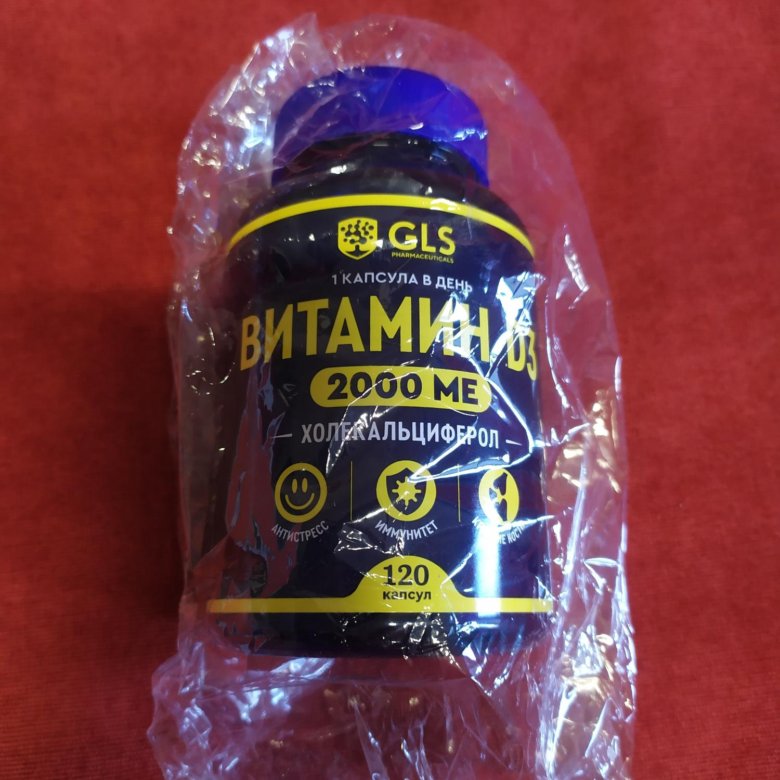 GLS
PHARMACEUTICALS
1 КАПСУЛА В ДЕНЬ
ВИТАМИН D3
2000 МЕ
ХОЛЕКАЛЬЦИФЕРОЛ
АНТИСТРЕСС
ИММУНИТЕТ
120
капсул